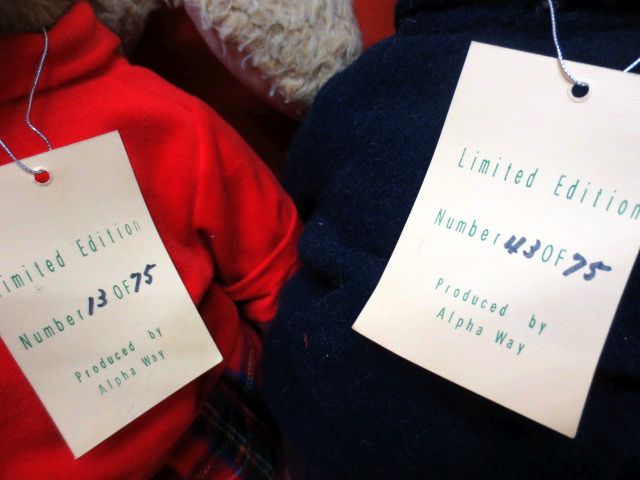 Limited Edition
Number 13 OF 75
Produced by
Alpha Way
Limited Edition
Number 43 OF 75
Produced by
Alpha Way